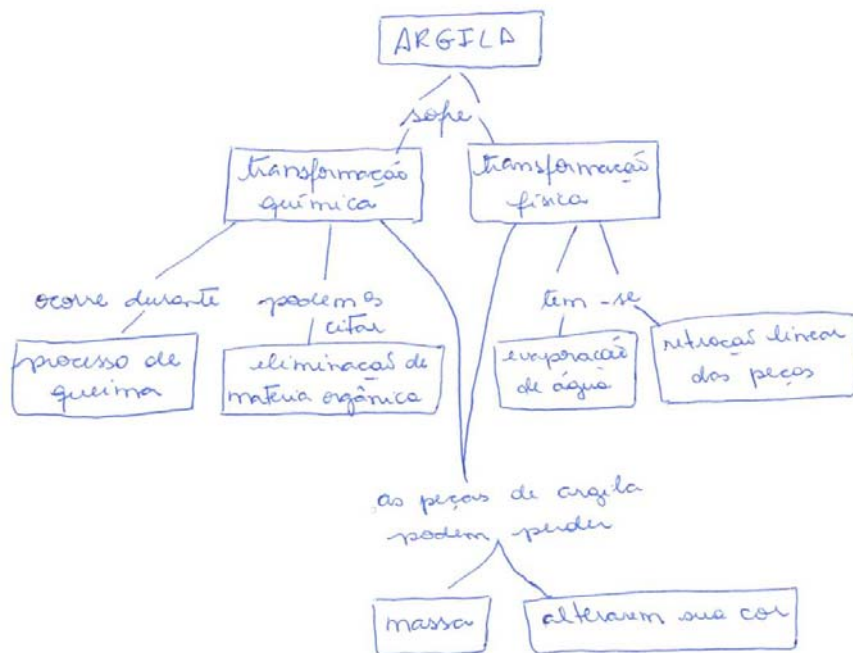 ARGILA
sofre
transformação
química
transformação
física
ocorre durante
podemos
citar
tem-se
processo de
queima
eliminação de
materia orgânica
evaporação
de água
retração linear
das peças
as peças de argila
podem perder
massa
alterarem sua cor